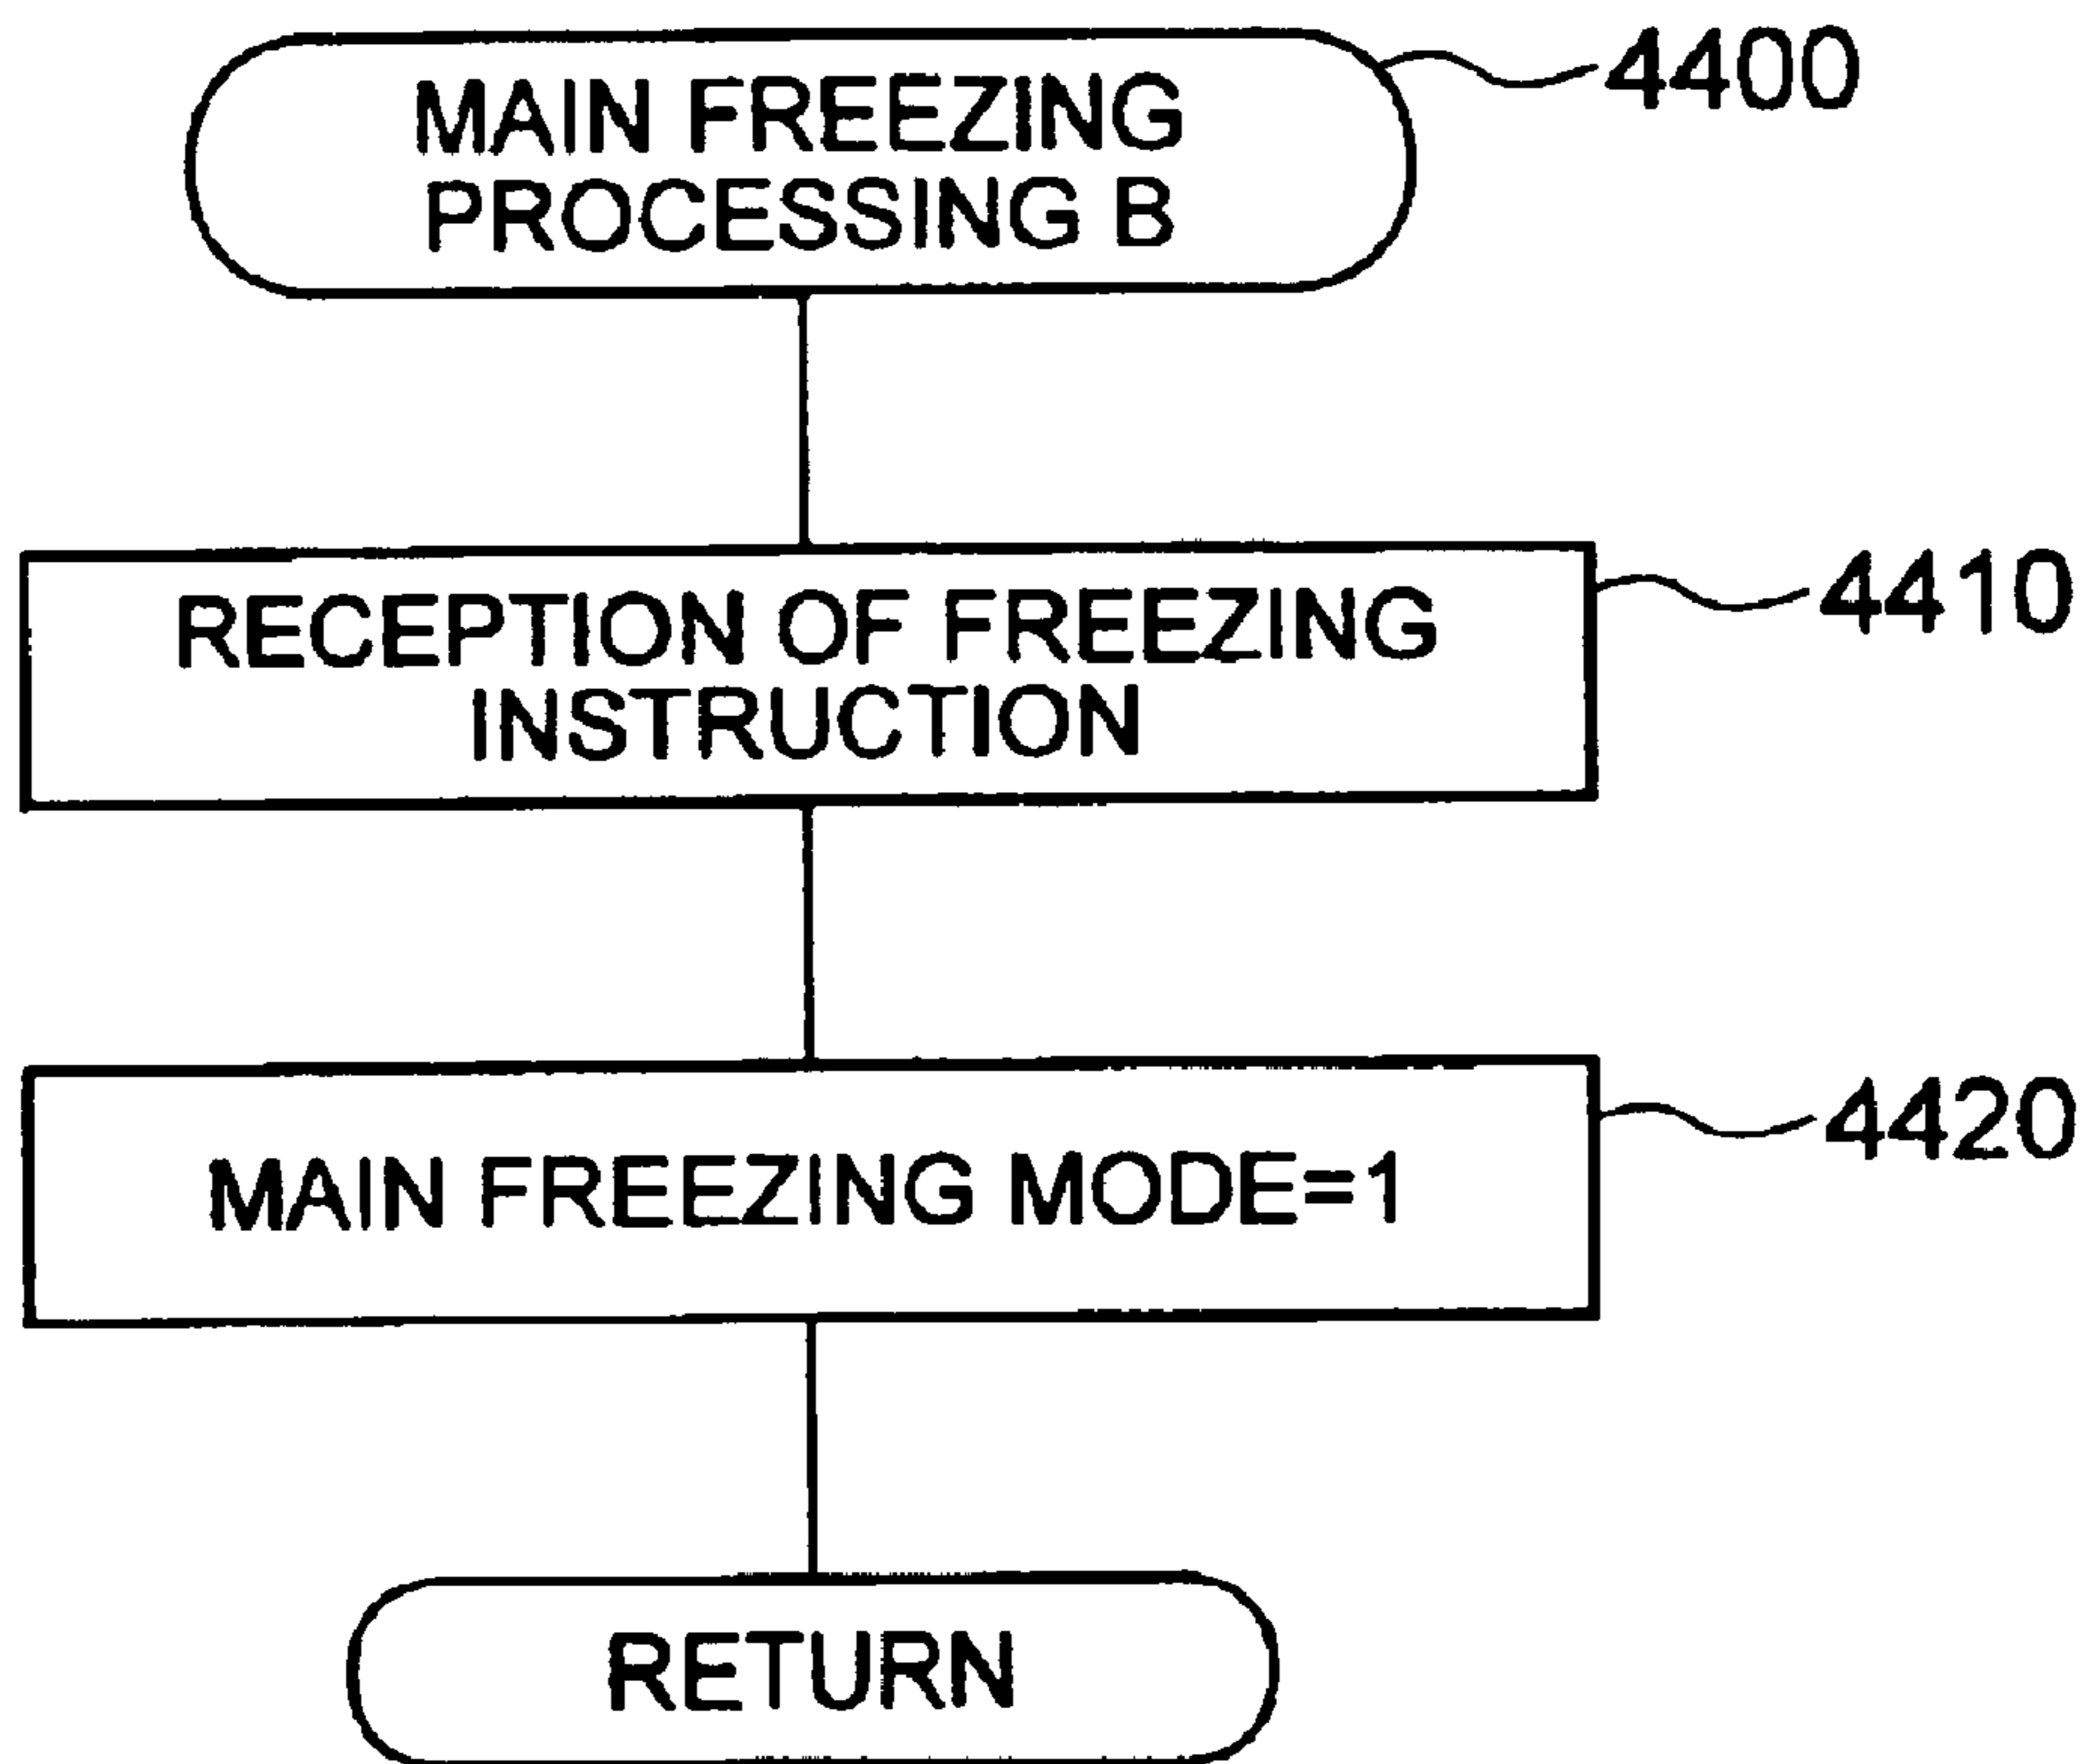 MAIN FREEZING
PROCESSING B
4400
RECEPTION OF FREEZING
INSTRUCTION
4410
MAIN FREEZING MODE=1
4420
RETURN